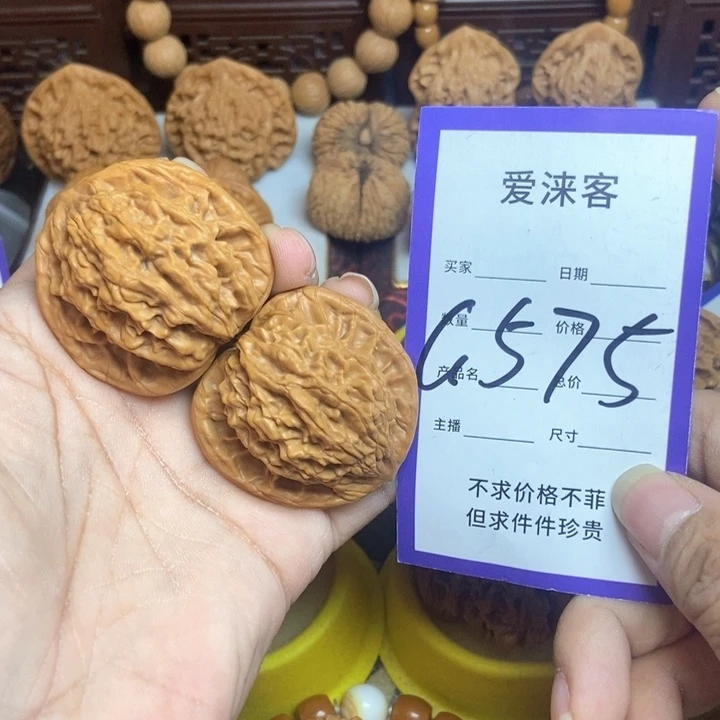 爱涞客
买家 日期
数量 价格
6575
产品名 总价
主播 尺寸
不求价格不菲
但求件件珍贵